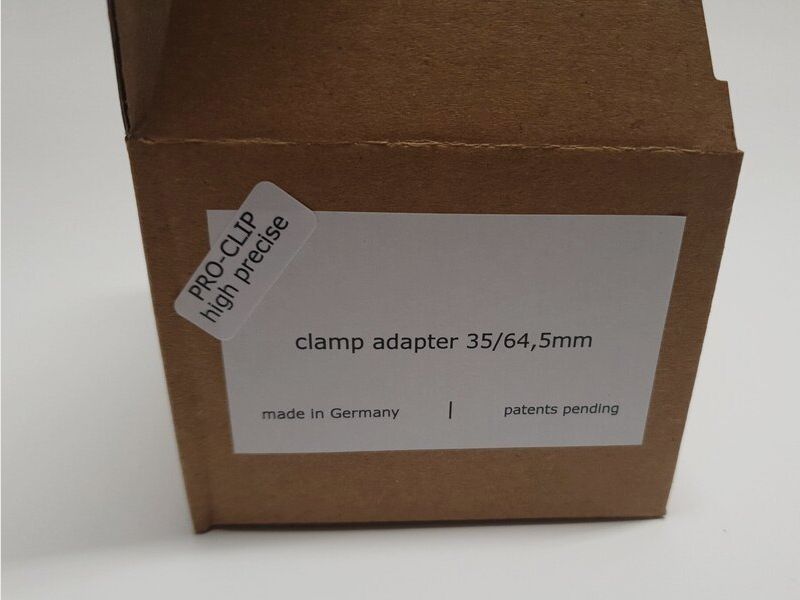 PRO-CLIP
high precise
clamp adapter 35/64,5mm
made in Germany | patents pending